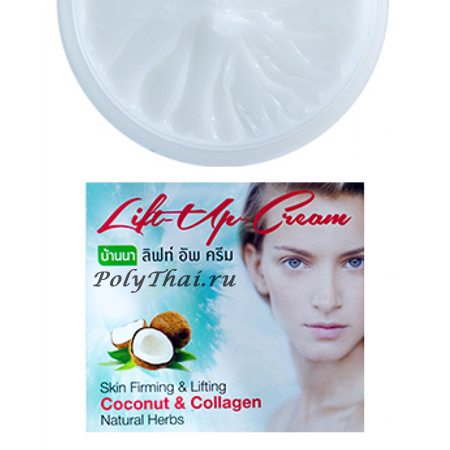 Lift-Up-Cream
บ้านนา ลิฟท์ อัพ ครีม
PolyThai.ru
Skin Firming & Lifting
Coconut & Collagen
Natural Herbs